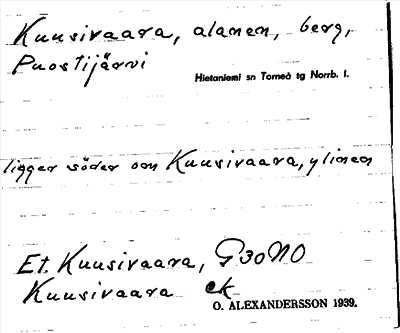 Kuusivaara, alanen, berg,
Puostijärvi
Hietaniemi sn Torneå tg Norrb. l.
ligger söder om Kuusivaara, ylinen
Et. Kuusivaara, G30NO
Kuusivaara ek
O. ALEXANDERSSON 1939.